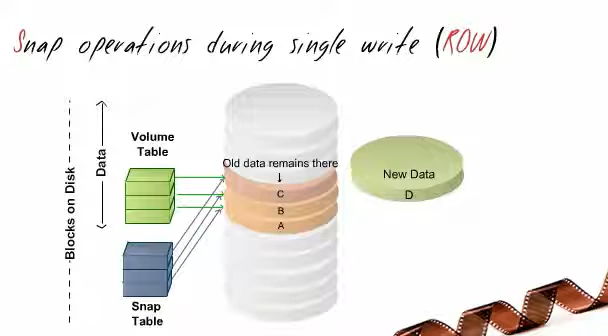 Snap operations during single write (ROW)
Volume
Table
Data
Blocks on Disk
Old data remains there
↓
C
B
A
New Data
D
Snap
Table